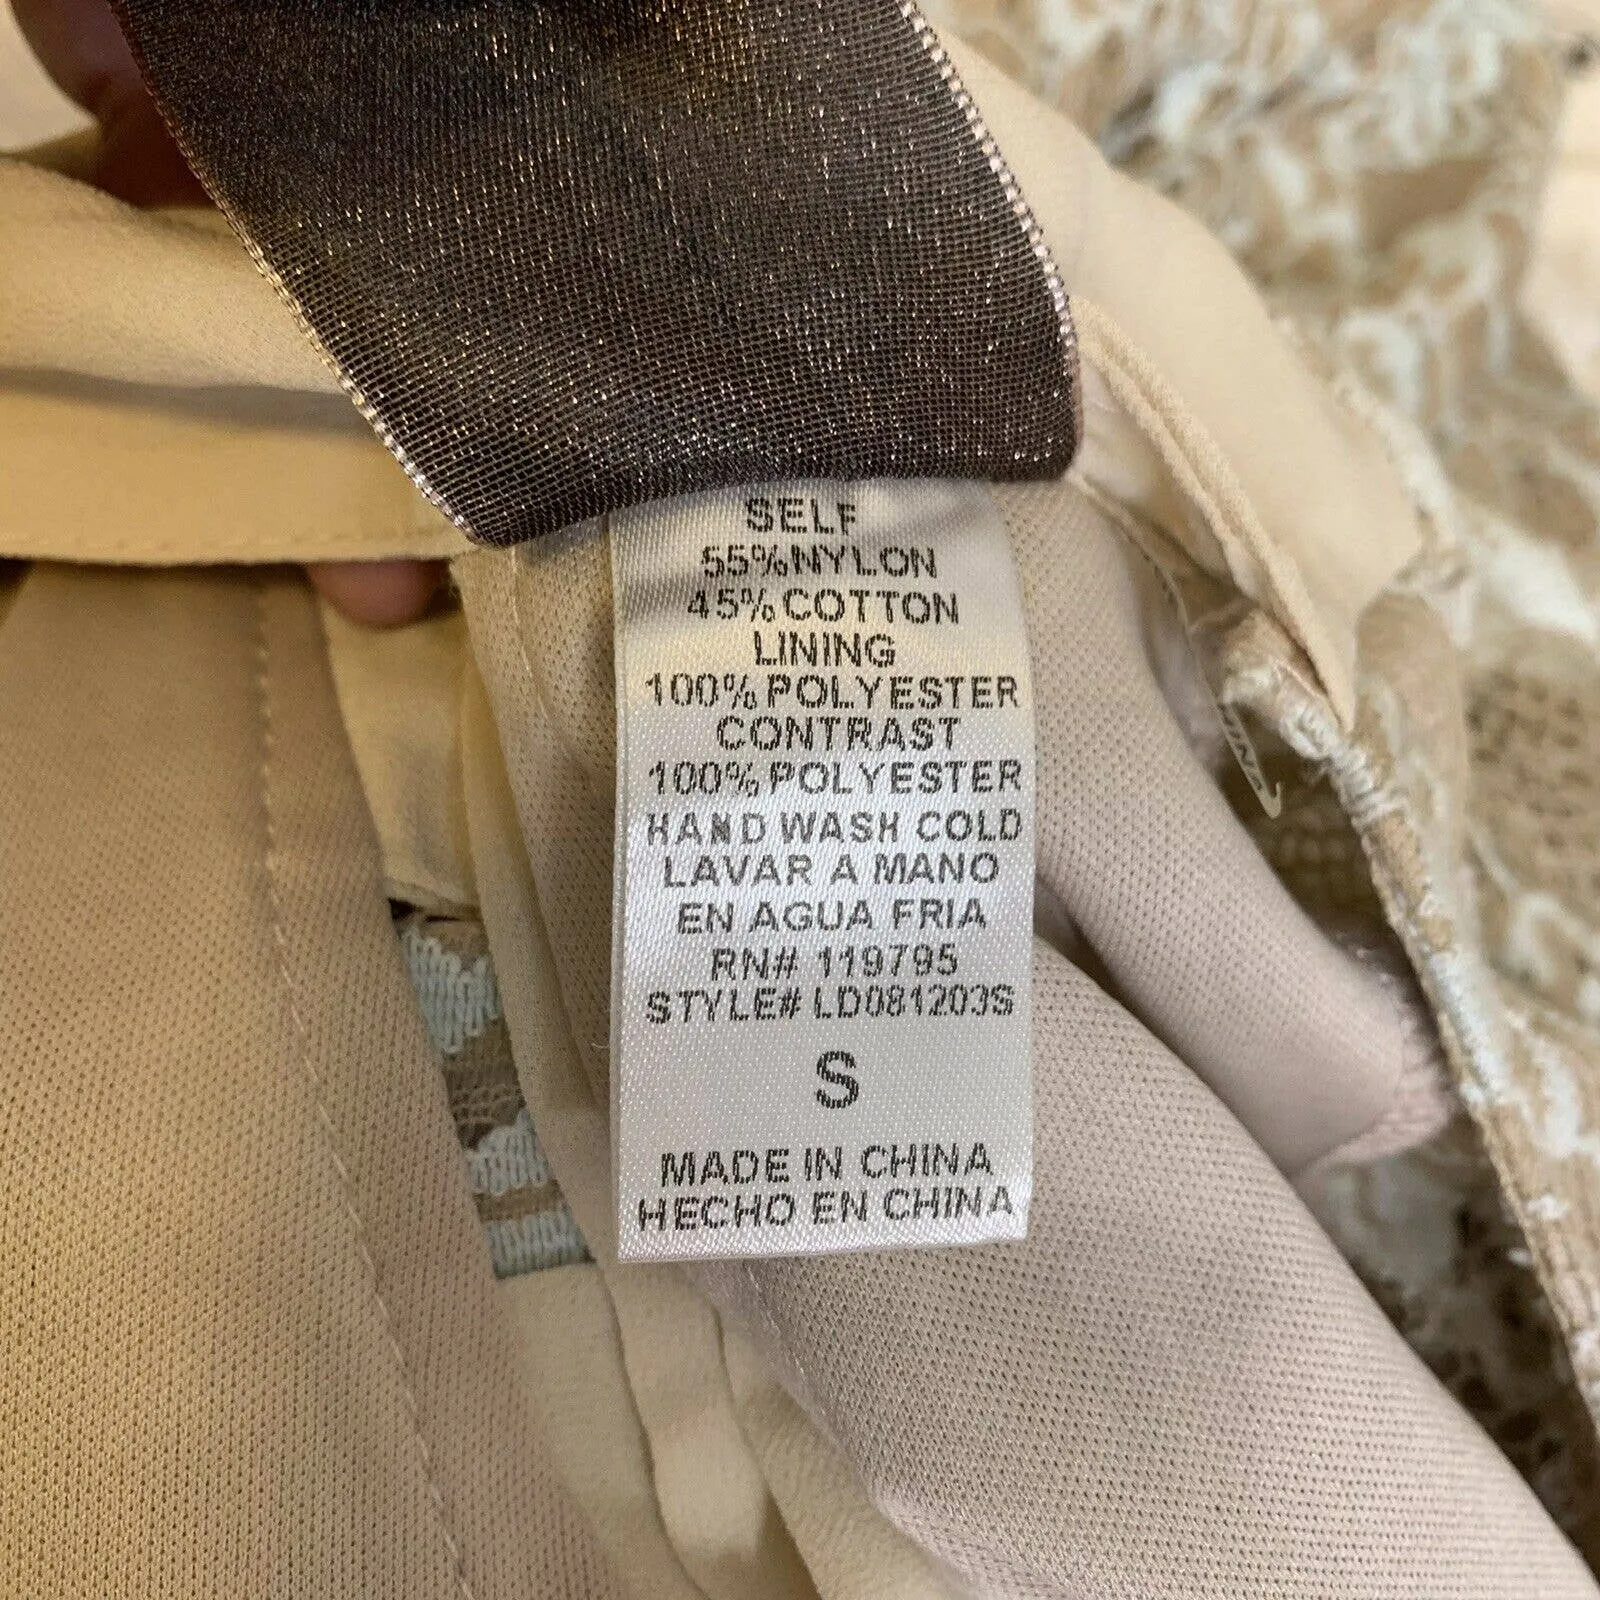 SELF
55%NYLON
45%COTTON
LINING
100%POLYESTER
CONTRAST
100%POLYESTER
HAND WASH COLD
LAVAR A MANO
EN AGUA FRIA
RN# 119795
STYLE# LD081203S
S
MADE IN CHINA
HECHO EN CHINA